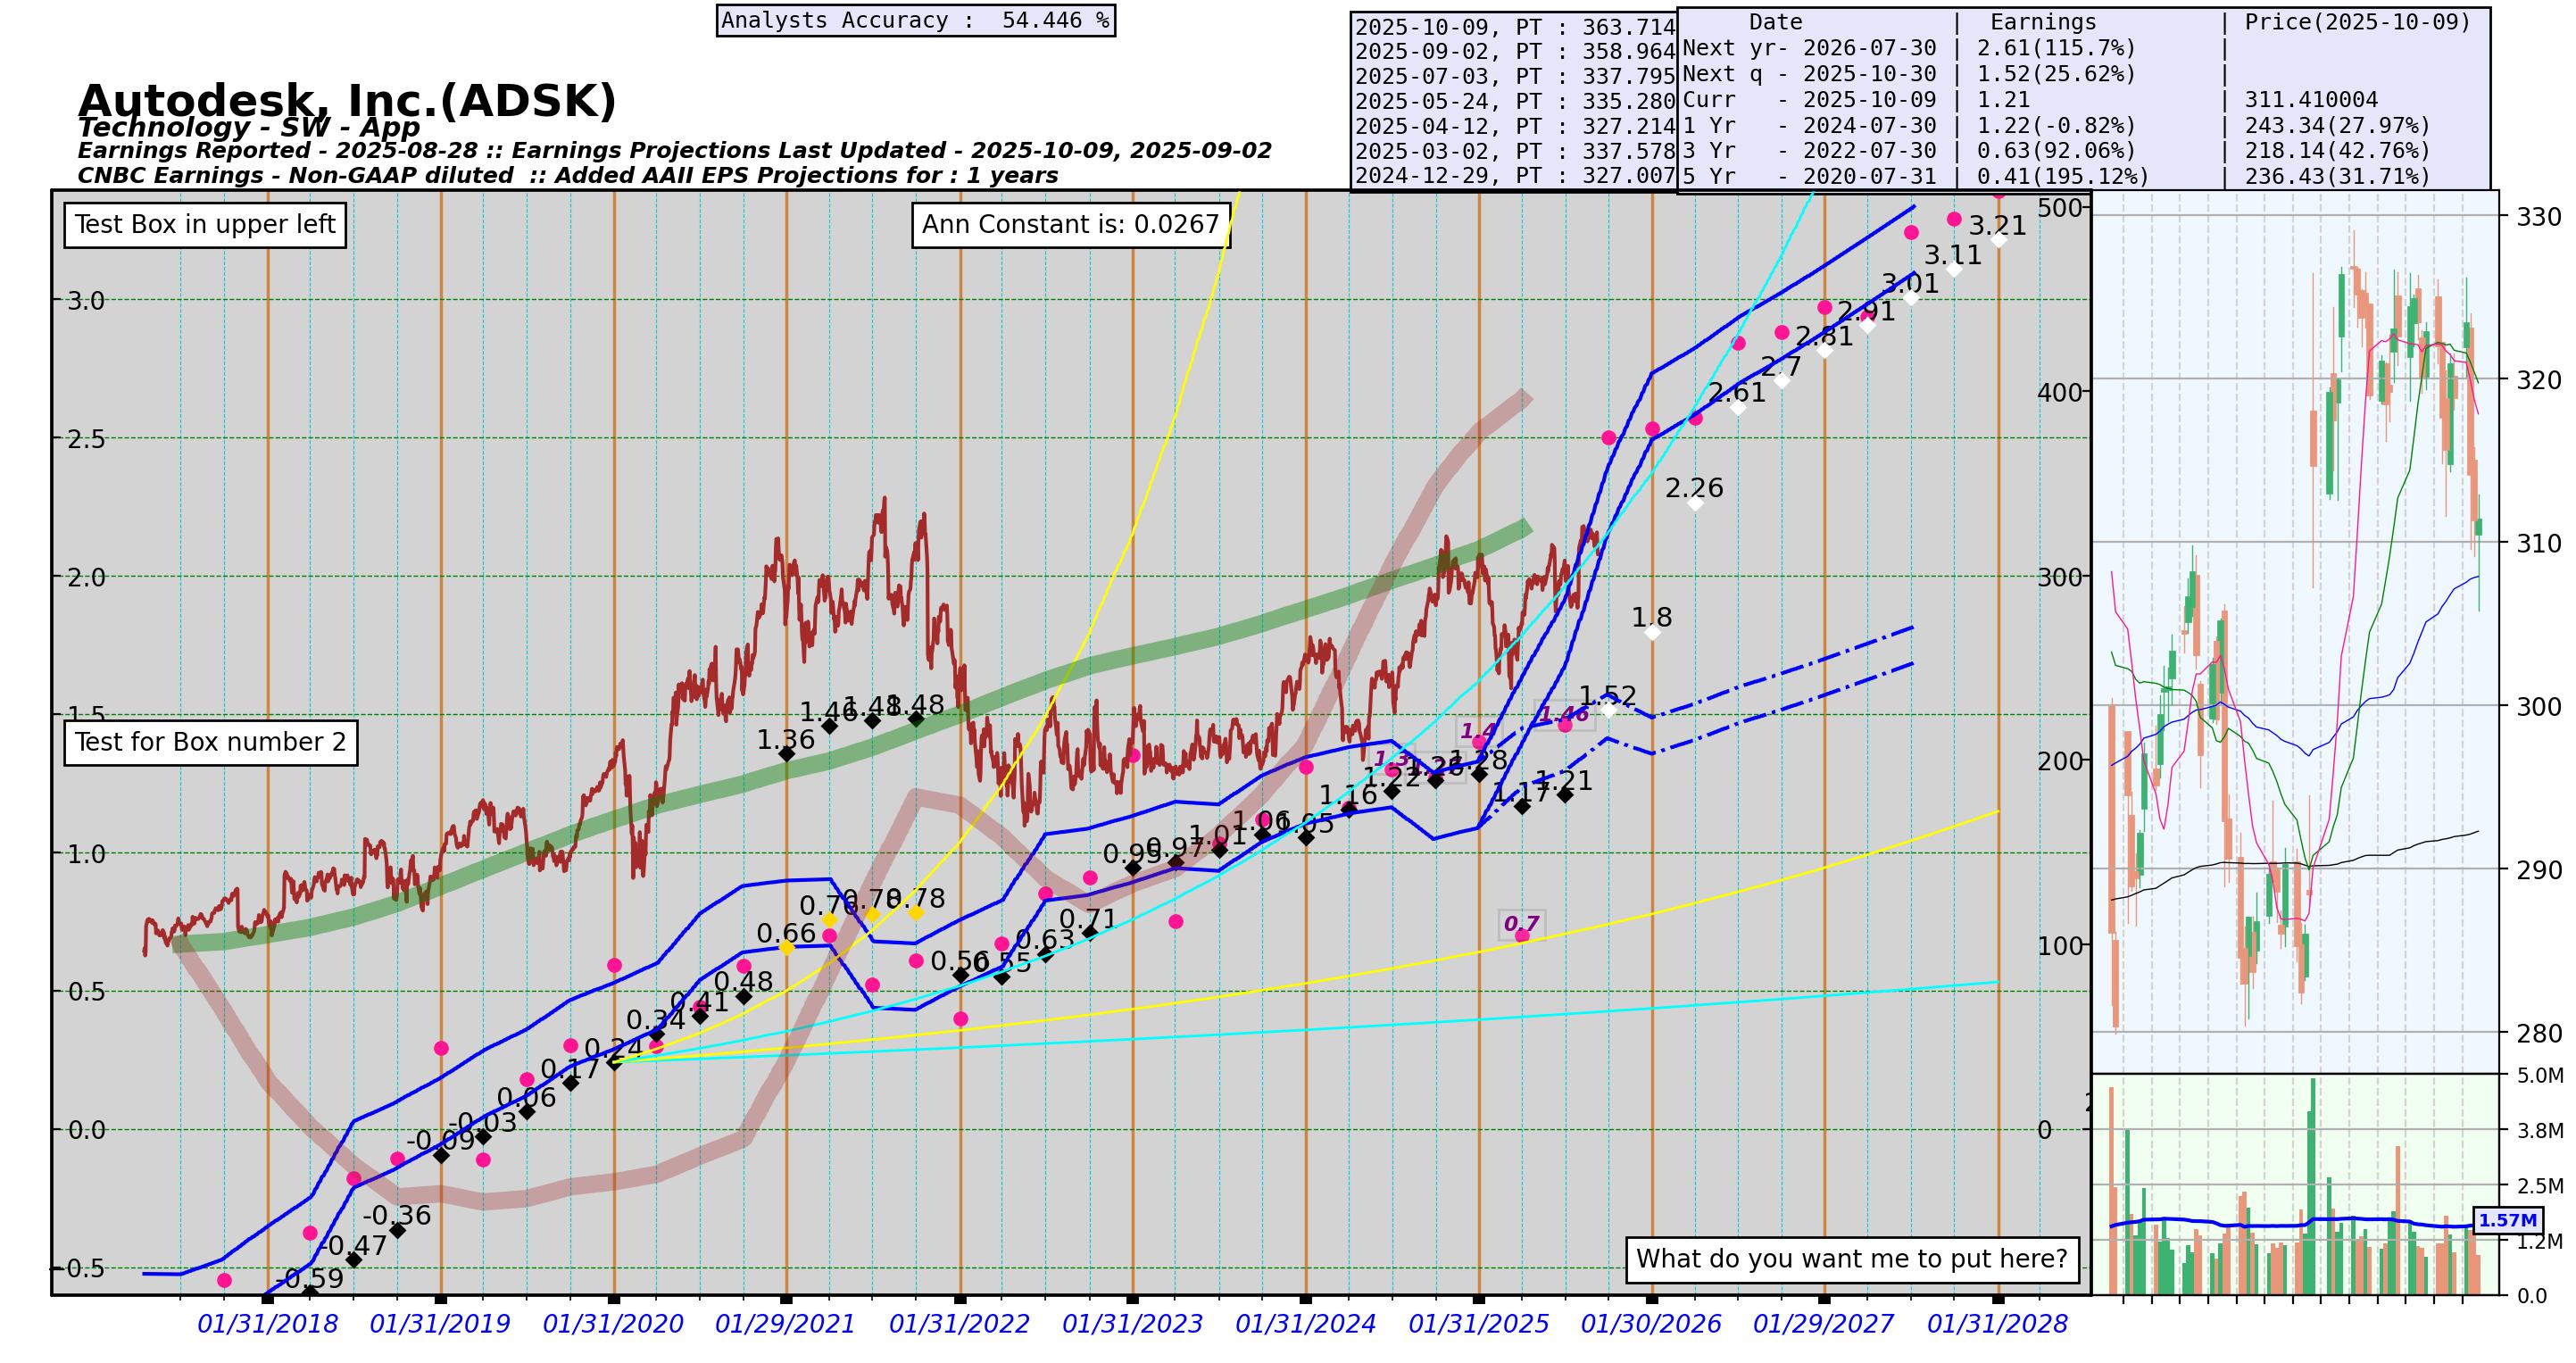 Analysts Accuracy :  54.446 %
2025-10-09, PT : 363.714
2025-09-02, PT : 358.964
2025-07-03, PT : 337.795
2025-05-24, PT : 335.280
2025-04-12, PT : 327.214
2025-03-02, PT : 337.578
2024-12-29, PT : 327.007
Date | Earnings | Price(2025-10-09)
Next yr- 2026-07-30 | 2.61(115.7%) |
Next q - 2025-10-30 | 1.52(25.62%) |
Curr - 2025-10-09 | 1.21 | 311.410004
1 Yr - 2024-07-30 | 1.22(-0.82%) | 243.34(27.97%)
3 Yr - 2022-07-30 | 0.63(92.06%) | 218.14(42.76%)
5 Yr - 2020-07-31 | 0.41(195.12%) | 236.43(31.71%)
Autodesk, Inc.(ADSK)
Technology - SW - App
Earnings Reported - 2025-08-28 :: Earnings Projections Last Updated - 2025-10-09, 2025-09-02
CNBC Earnings - Non-GAAP diluted :: Added AAII EPS Projections for : 1 years
Test Box in upper left
Ann Constant is: 0.0267
Test for Box number 2
What do you want me to put here?
3.0
2.5
2.0
1.5
1.0
0.5
0.0
-0.5
500
400
300
200
100
0
-0.59
-0.47
-0.36
-0.09
-0.03
0.06
0.17
0.24
0.34
0.41
0.48
0.66
0.76
0.78
0.78
1.36
1.46
1.48
1.48
0.56
0.55
0.63
0.71
0.95
0.97
1.01
1.06
1.05
1.16
1.22
1.26
1.28
1.17
1.21
1.4
0.7
1.46
1.52
1.8
2.26
2.61
2.7
2.81
2.91
3.01
3.11
3.21
330
320
310
300
290
280
5.0M
3.8M
2.5M
1.57M
1.2M
0.0
01/31/2018
01/31/2019
01/31/2020
01/29/2021
01/31/2022
01/31/2023
01/31/2024
01/31/2025
01/30/2026
01/29/2027
01/31/2028